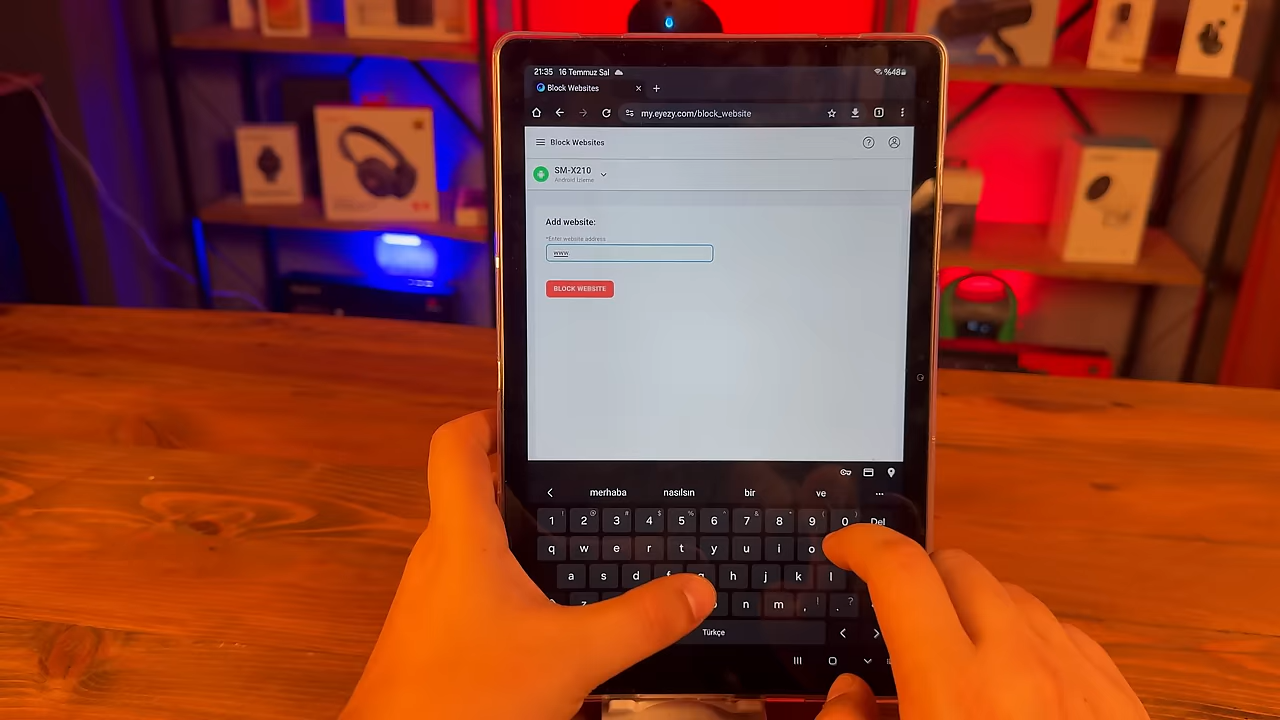 21:35 16 Temmuz Sal %48
Block Websites
my.eyezy.com/block_website
Block Websites
SM-X210
Android İzleme
Add website:
*Enter website address
www.
BLOCK WEBSITE
merhaba nasılsın bir ve
1 2 3 4 5 6 7 8 9 0 Del
q w e r t y u i o
a s d f g h j k l
z n m , ! . ?
Türkçe